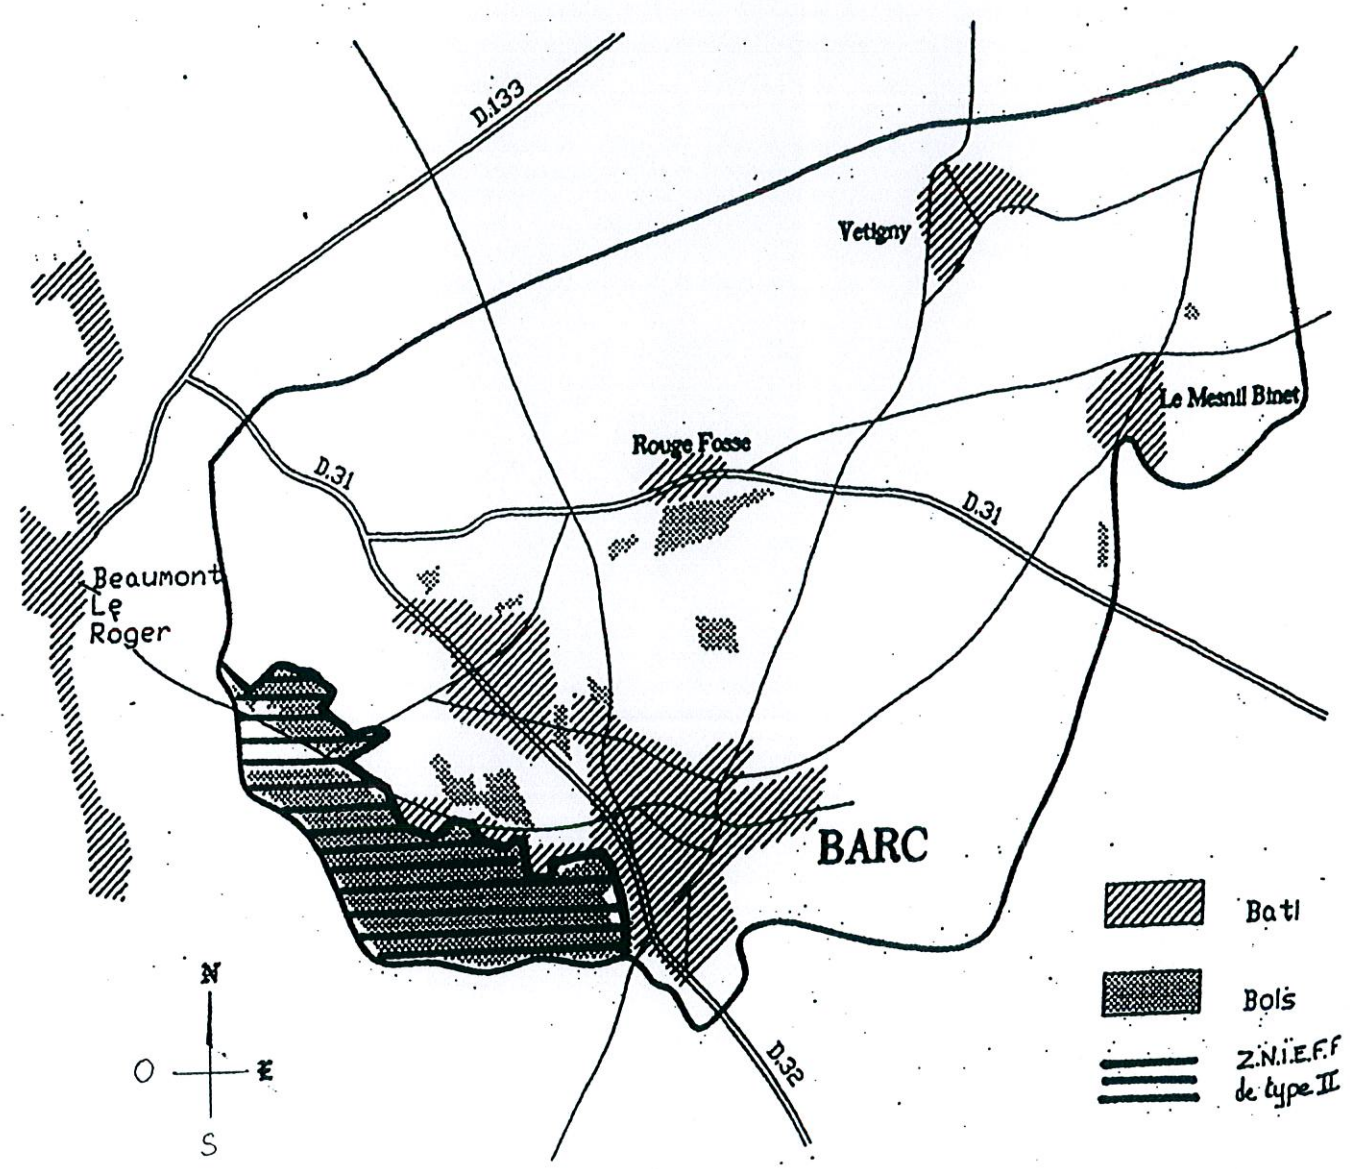 D.133
Vetigny
Le Mesnil Binet
Rouge Fosse
D.31
D.31
Beaumont
Le
Roger
BARC
Bati
Bois
Z.N.I.E.F.F
de type II
N
O
E
S
D.32